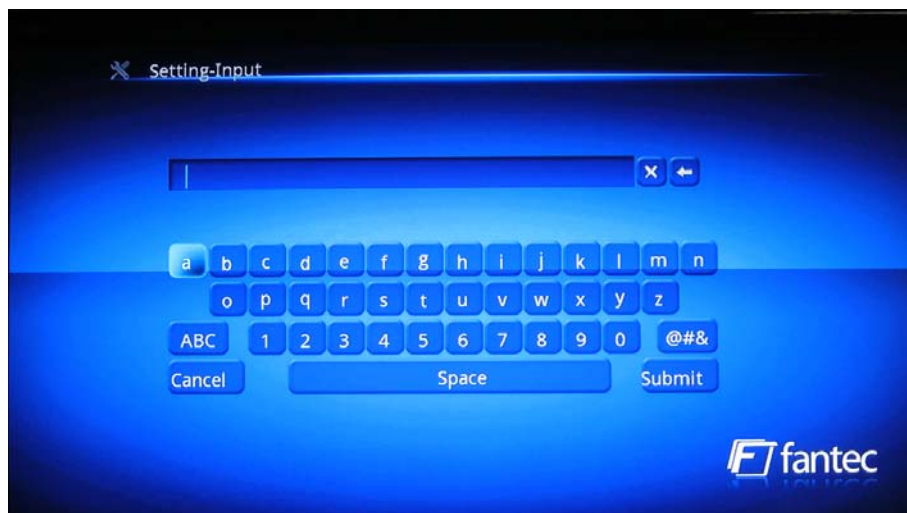 Setting-Input
a b c d e f g h i j k l m n
o p q r s t u v w x y z
ABC 1 2 3 4 5 6 7 8 9 0 @#&
Cancel Space Submit
fantec